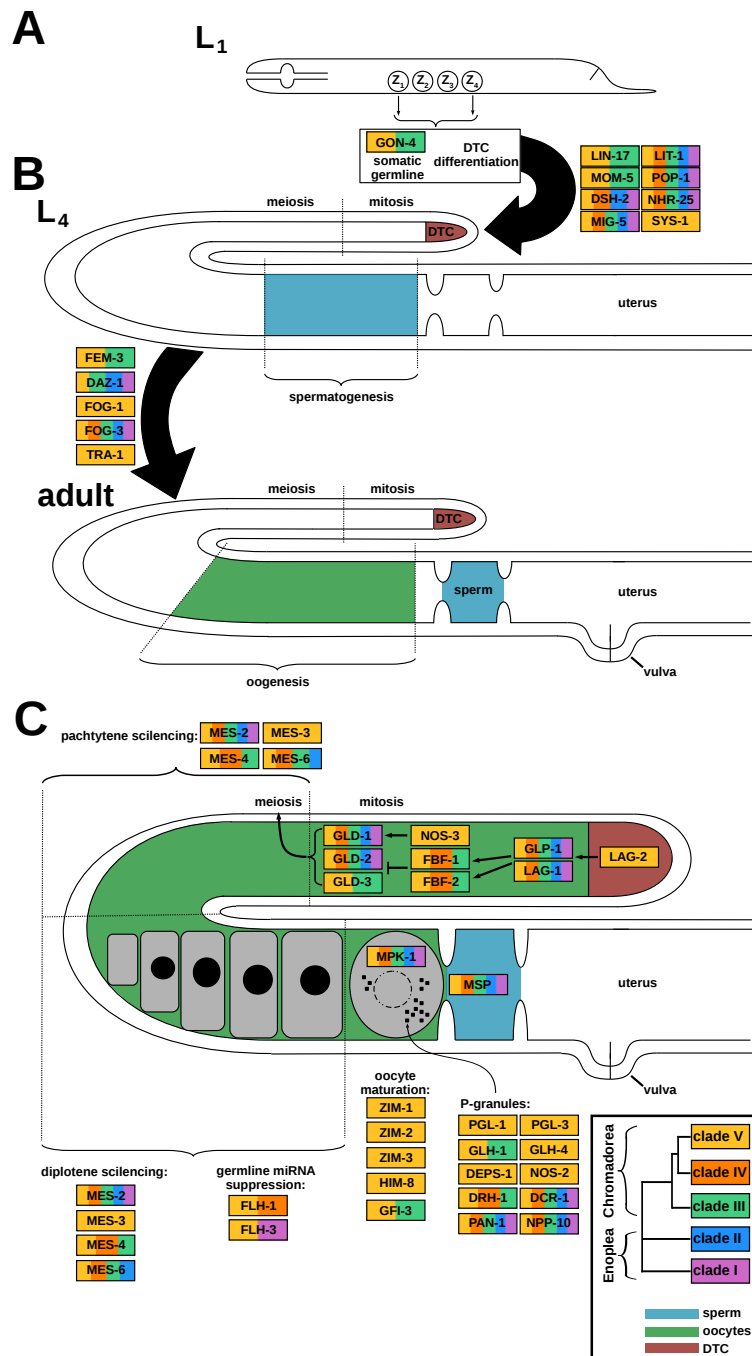 A
L1
Z1 Z2 Z3 Z4
GON-4
somatic
germline
DTC
differentiation
LIN-17 LIT-1
MOM-5 POP-1
DSH-2 NHR-25
MIG-5 SYS-1
B
L4
meiosis mitosis
DTC
uterus
spermatogenesis
FEM-3
DAZ-1
FOG-1
FOG-3
TRA-1
adult
meiosis mitosis
DTC
sperm
uterus
vulva
oogenesis
C
pachtytene scilencing:
MES-2 MES-3
MES-4 MES-6
meiosis mitosis
GLD-1 NOS-3
GLD-2 FBF-1 GLP-1 LAG-2
GLD-3 FBF-2 LAG-1
MPK-1
MSP
uterus
vulva
diplotene scilencing:
MES-2
MES-3
MES-4
MES-6
germline miRNA
suppression:
FLH-1
FLH-3
oocyte
maturation:
ZIM-1
ZIM-2
ZIM-3
HIM-8
GFI-3
P-granules:
PGL-1 PGL-3
GLH-1 GLH-4
DEPS-1 NOS-2
DRH-1 DCR-1
PAN-1 NPP-10
Chromadorea
Enoplea
clade V
clade IV
clade III
clade II
clade I
sperm
oocytes
DTC